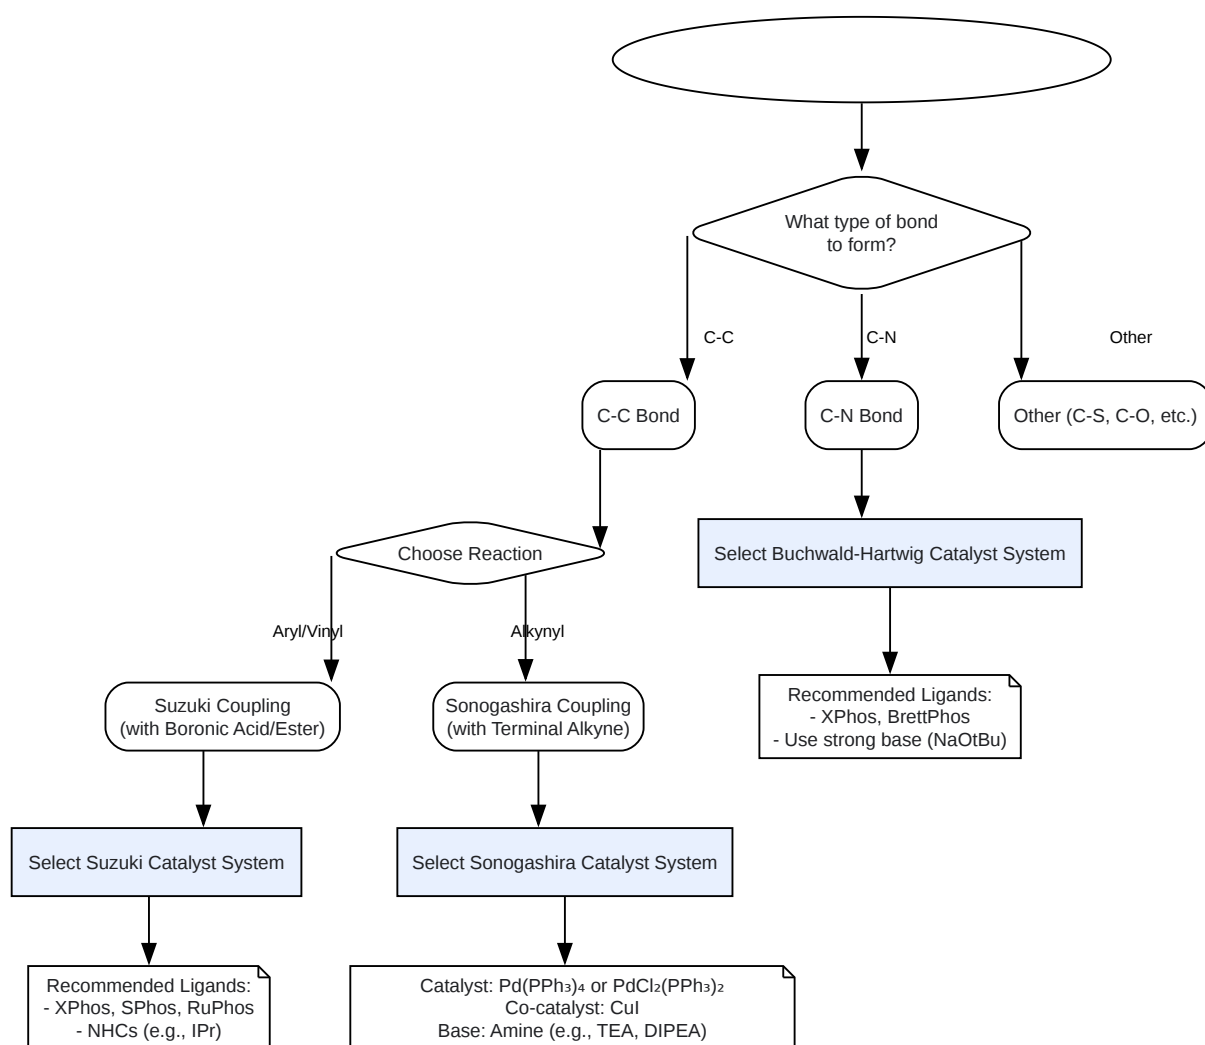 What type of bond
to form?
C-C
C-N
Other
C-C Bond
C-N Bond
Other (C-S, C-O, etc.)
Choose Reaction
Select Buchwald-Hartwig Catalyst System
Aryl/Vinyl
Alkynyl
Suzuki Coupling
(with Boronic Acid/Ester)
Sonogashira Coupling
(with Terminal Alkyne)
Recommended Ligands:
- XPhos, BrettPhos
- Use strong base (NaOtBu)
Select Suzuki Catalyst System
Select Sonogashira Catalyst System
Recommended Ligands:
- XPhos, SPhos, RuPhos
- NHCs (e.g., IPr)
Catalyst: Pd(PPh₃)₄ or PdCl₂(PPh₃)₂
Co-catalyst: CuI
Base: Amine (e.g., TEA, DIPEA)